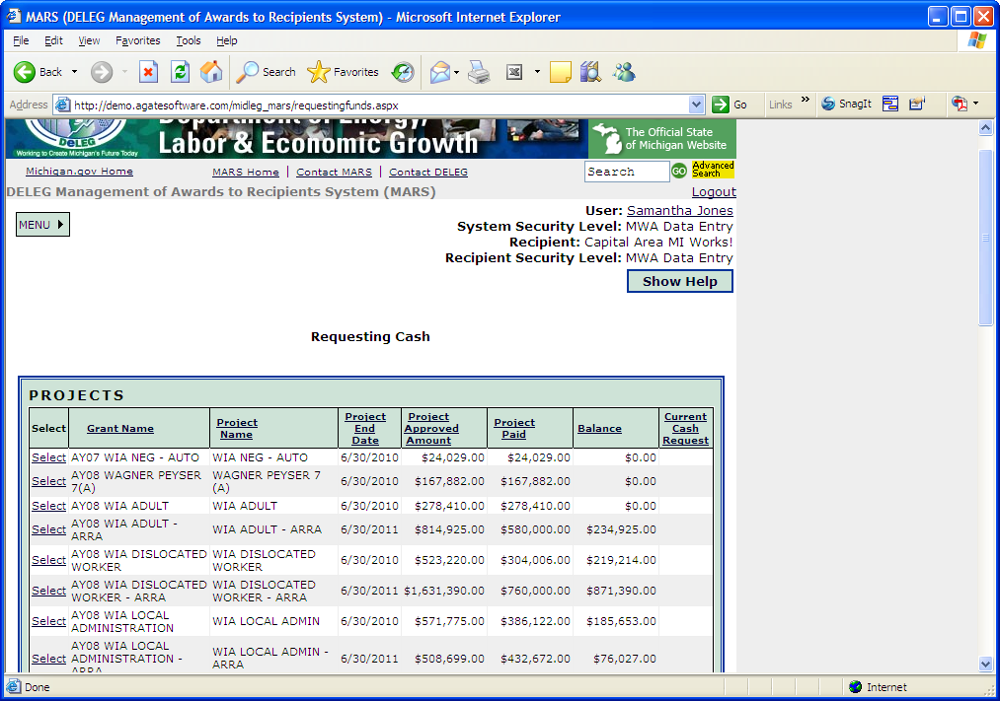 MARS (DELEG Management of Awards to Recipients System) - Microsoft Internet Explorer
File Edit View Favorites Tools Help
Back Search Favorites
Address http://demo.agatesoftware.com/midleg_mars/requestingfunds.aspx Go Links » SnagIt
DeLEG
Working to Create Michigan's Future Today
Department of Energy,
Labor & Economic Growth
The Official State
of Michigan Website
Michigan.gov Home MARS Home | Contact MARS | Contact DELEG Search GO Advanced Search
DELEG Management of Awards to Recipients System (MARS) Logout
MENU
User: Samantha Jones
System Security Level: MWA Data Entry
Recipient: Capital Area MI Works!
Recipient Security Level: MWA Data Entry
Show Help
Requesting Cash
PROJECTS
Select Grant Name Project Name Project End Date Project Approved Amount Project Paid Balance Current Cash Request
Select AY07 WIA NEG - AUTO WIA NEG - AUTO 6/30/2010 $24,029.00 $24,029.00 $0.00
Select AY08 WAGNER PEYSER 7(A) WAGNER PEYSER 7 (A) 6/30/2010 $167,882.00 $167,882.00 $0.00
Select AY08 WIA ADULT WIA ADULT 6/30/2010 $278,410.00 $278,410.00 $0.00
Select AY08 WIA ADULT - ARRA WIA ADULT - ARRA 6/30/2011 $814,925.00 $580,000.00 $234,925.00
Select AY08 WIA DISLOCATED WORKER WIA DISLOCATED WORKER 6/30/2010 $523,220.00 $304,006.00 $219,214.00
Select AY08 WIA DISLOCATED WORKER - ARRA WIA DISLOCATED WORKER - ARRA 6/30/2011 $1,631,390.00 $760,000.00 $871,390.00
Select AY08 WIA LOCAL ADMINISTRATION WIA LOCAL ADMIN 6/30/2010 $571,775.00 $386,122.00 $185,653.00
Select AY08 WIA LOCAL ADMINISTRATION - ARRA WIA LOCAL ADMIN - ARRA 6/30/2011 $508,699.00 $432,672.00 $76,027.00
Done Internet